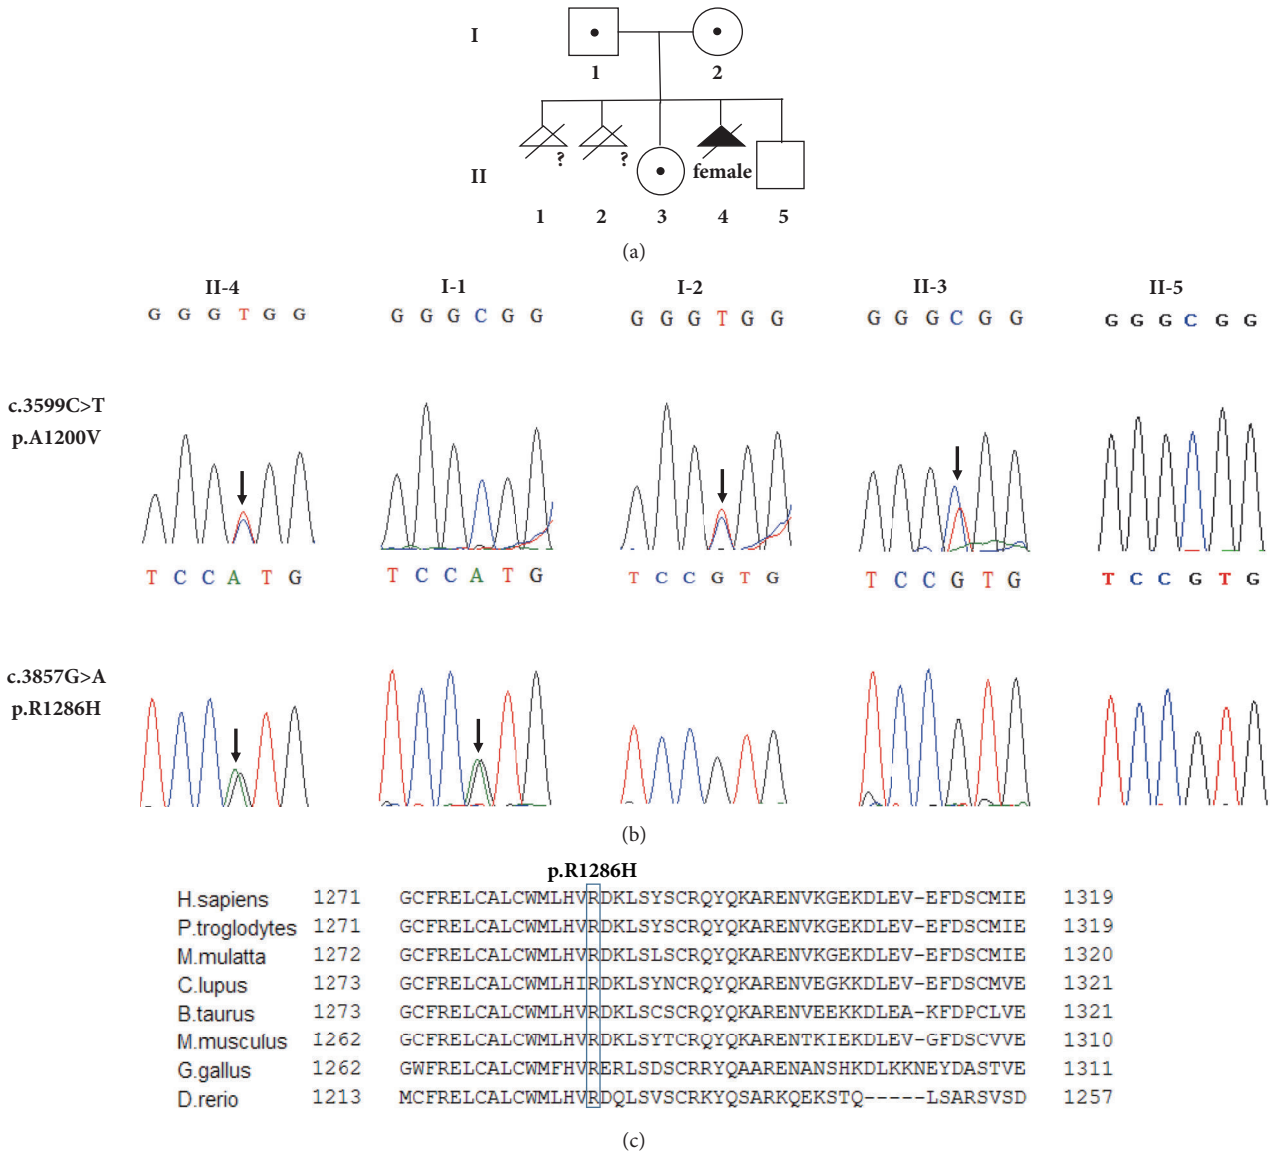 I
1 2
? ? female
II
1 2 3 4 5
(a)
II-4 I-1 I-2 II-3 II-5
G G G T G G G G G C G G G G G T G G G G G C G G G G G C G G
c.3599C>T
p.A1200V
T C C A T G T C C A T G T C C G T G T C C G T G T C C G T G
c.3857G>A
p.R1286H
(b)
p.R1286H
H.sapiens 1271 GCFRELCALCWMLHVRDKLSYSCRQYQKARENVKGEKDLEV-EFDSCMIE 1319
P.troglodytes 1271 GCFRELCALCWMLHVRDKLSYSCRQYQKARENVKGEKDLEV-EFDSCMIE 1319
M.mulatta 1272 GCFRELCALCWMLHVRDKLSLSCRQYQKARENVKGEKDLEV-EFDSCMIE 1320
C.lupus 1273 GCFRELCALCWMLHIRDKLSYNCRQYQKARENVEGKKDLEV-EFDSCMVE 1321
B.taurus 1273 GCFRELCALCWMLHVRDKLSCSCRQYQKARENVEEKKDLEA-KFDPCLVE 1321
M.musculus 1262 GCFRELCALCWMLHVRDKLSYTCRQYQKARENTKIEKDLEV-GFDSCVVE 1310
G.gallus 1262 GWFRELCALCWMFHVRERLSDSCRRYQAARENANSHKDLKKNEYDASTVE 1311
D.rerio 1213 MCFRELCALCWMLHVRDQLSVSCRKYQSARKQEKSTQ-----LSARSVSD 1257
(c)